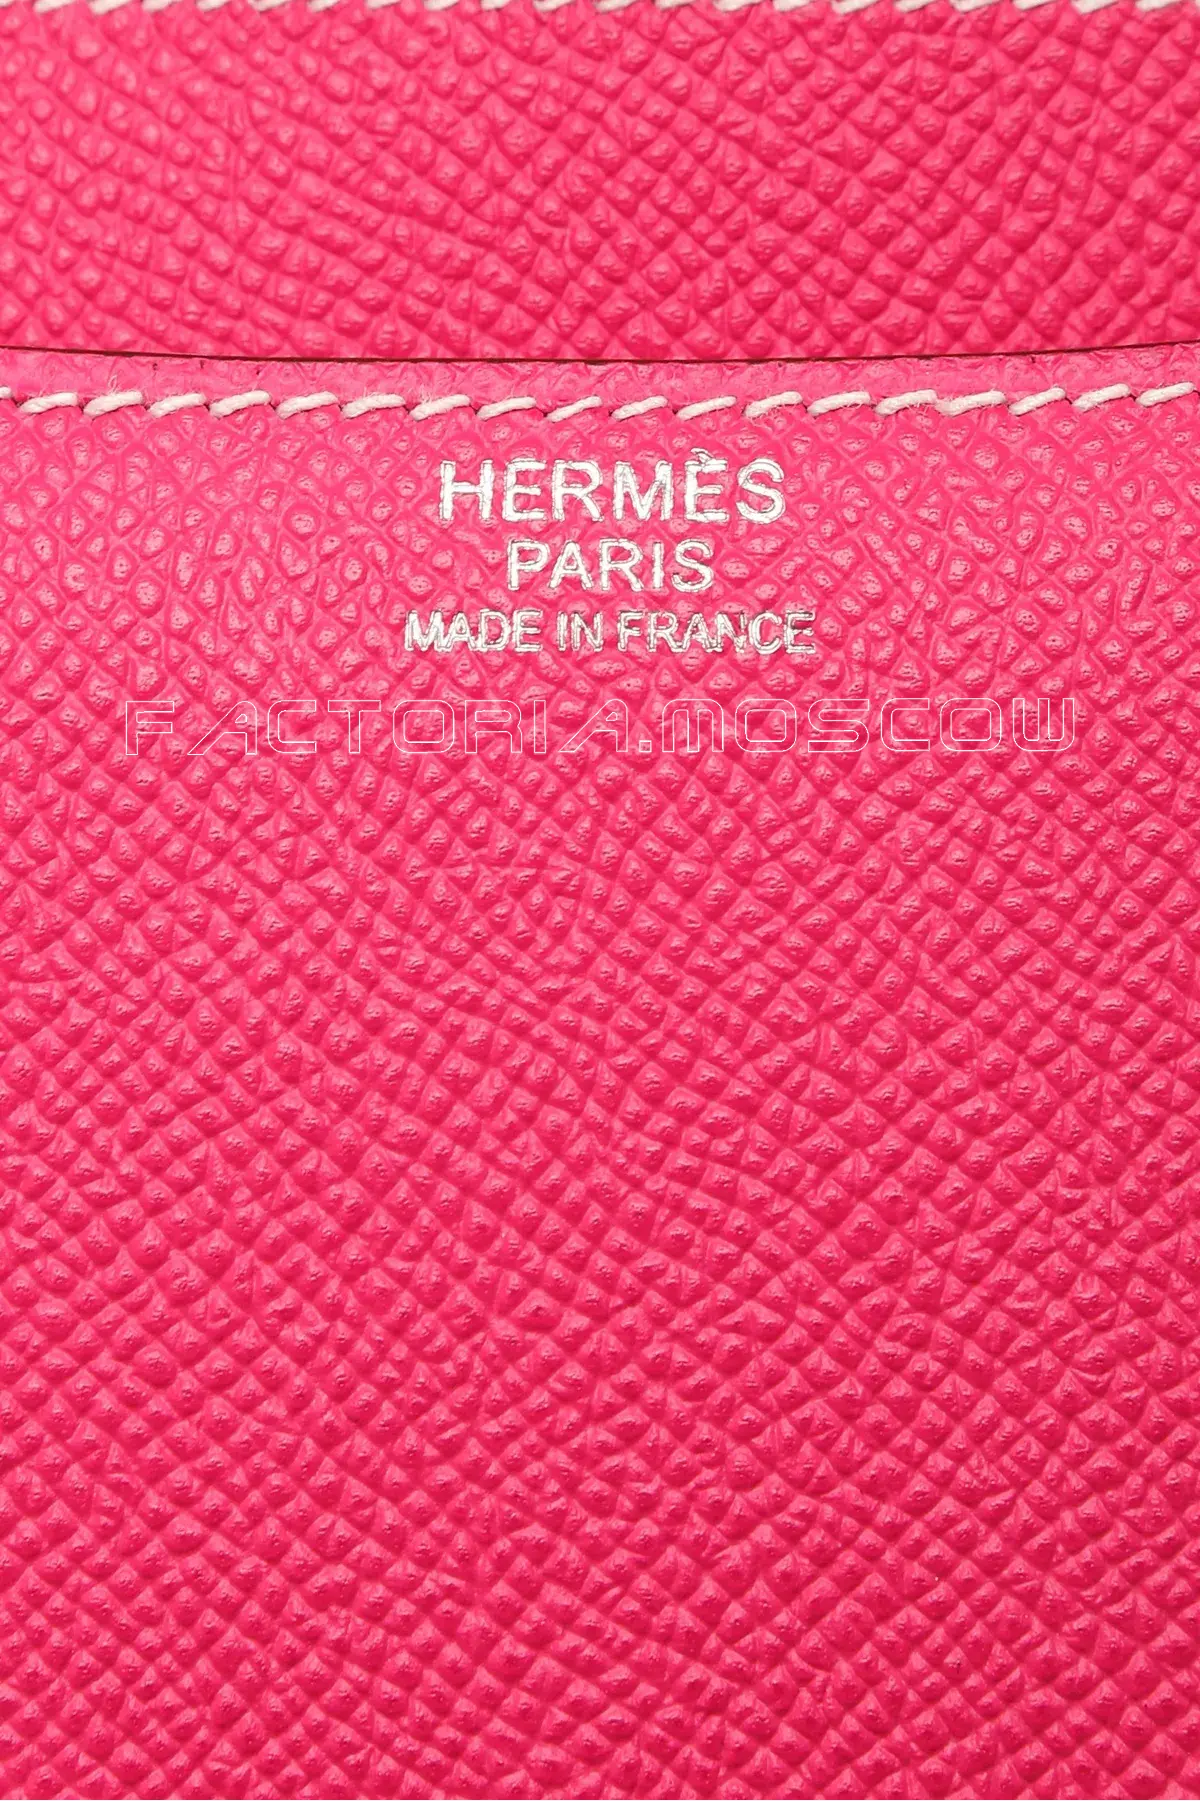 HERMÈS
PARIS
MADE IN FRANCE
FACTORIA.MOSCOW